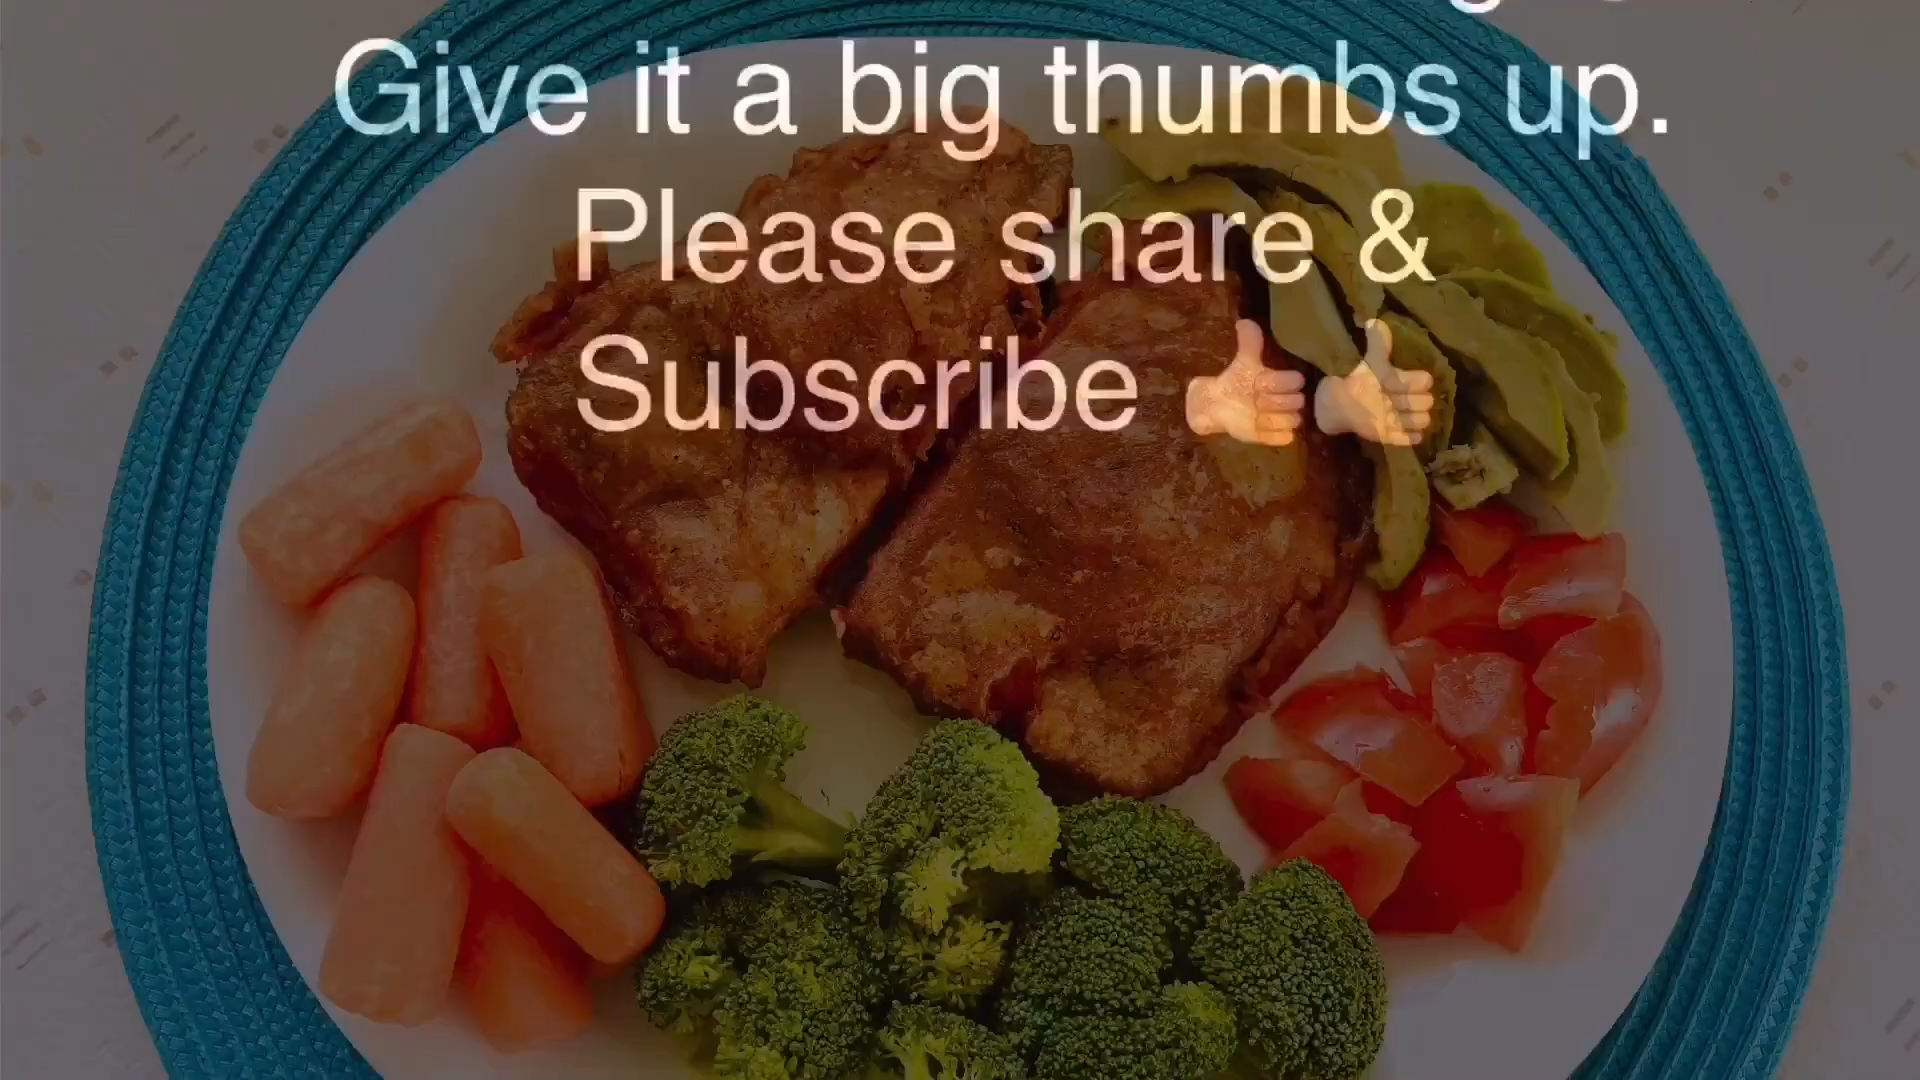 Give it a big thumbs up.
Please share &
Subscribe 👍👍